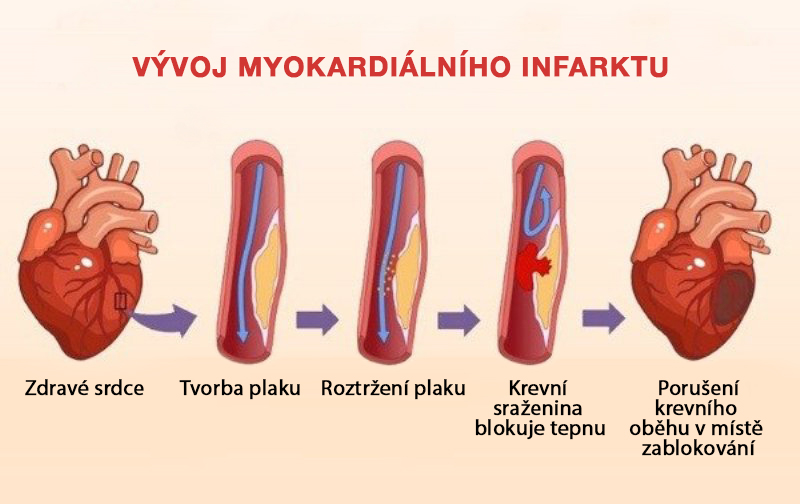 VÝVOJ MYOKARDIÁLNÍHO INFARKTU
Zdravé srdce
Tvorba plaku
Roztržení plaku
Krevní
sraženina
blokuje tepnu
Porušení
krevního
oběhu v místě
zablokování